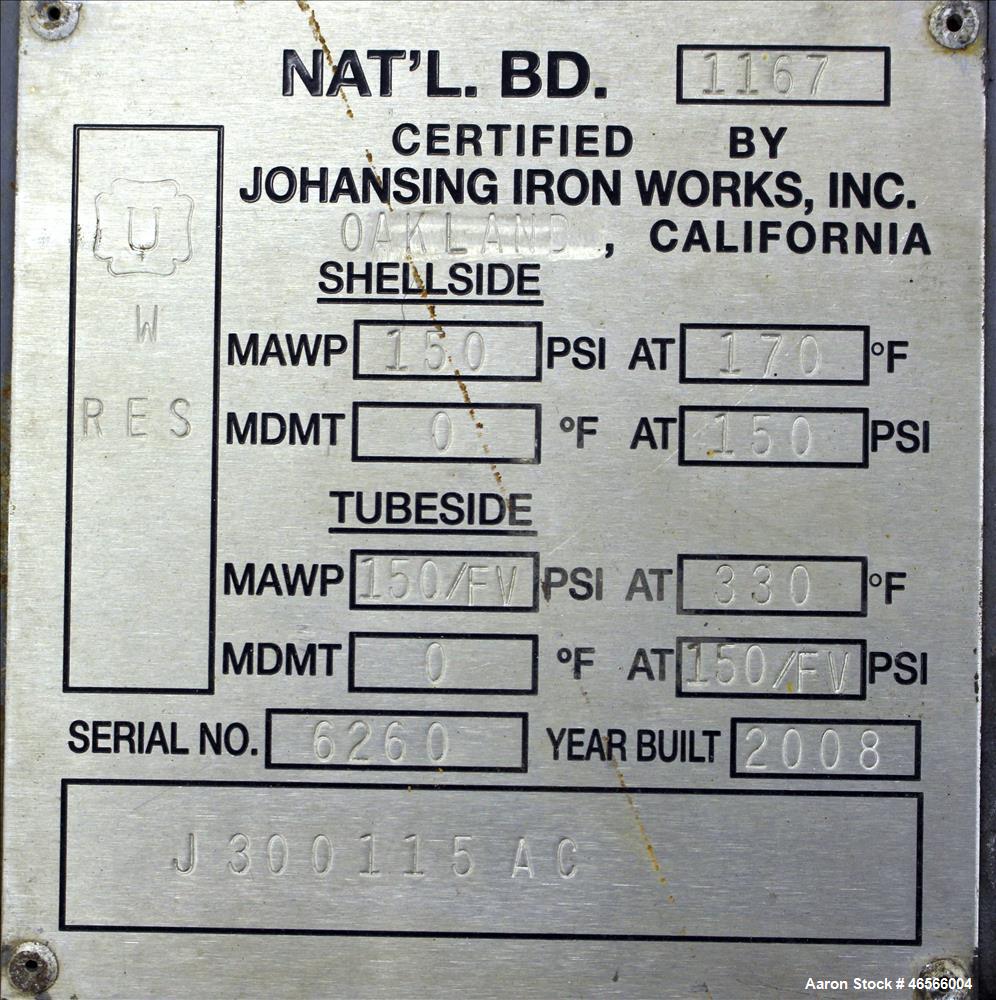 NAT'L. BD. 1167
CERTIFIED BY
JOHANSING IRON WORKS, INC.
OAKLAND, CALIFORNIA
U
W
RES
SHELLSIDE
MAWP 150 PSI AT 170 °F
MDMT 0 °F AT 150 PSI
TUBESIDE
MAWP 150/FV PSI AT 330 °F
MDMT 0 °F AT 150/FV PSI
SERIAL NO. 6260 YEAR BUILT 2008
J300115AC
Aaron Stock # 46566004